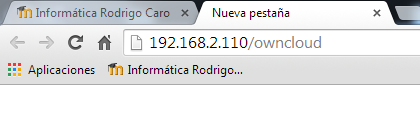 Informática Rodrigo Caro
Nueva pestaña
192.168.2.110/owncloud
Aplicaciones
Informática Rodrigo...